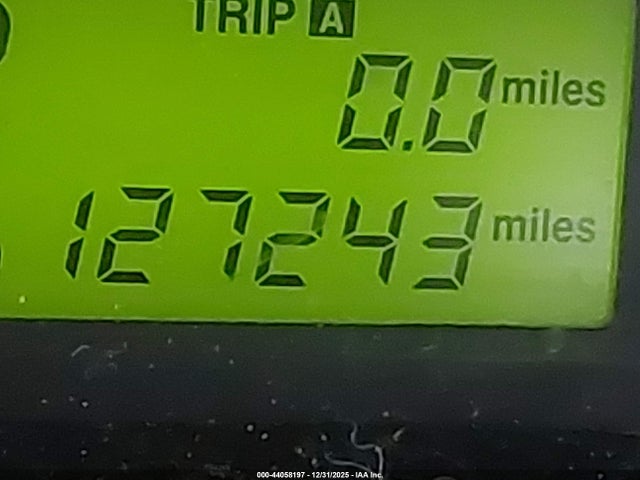 TRIP A
0.0 miles
127243 miles
000-44058197 - 12/31/2025 - IAA Inc.